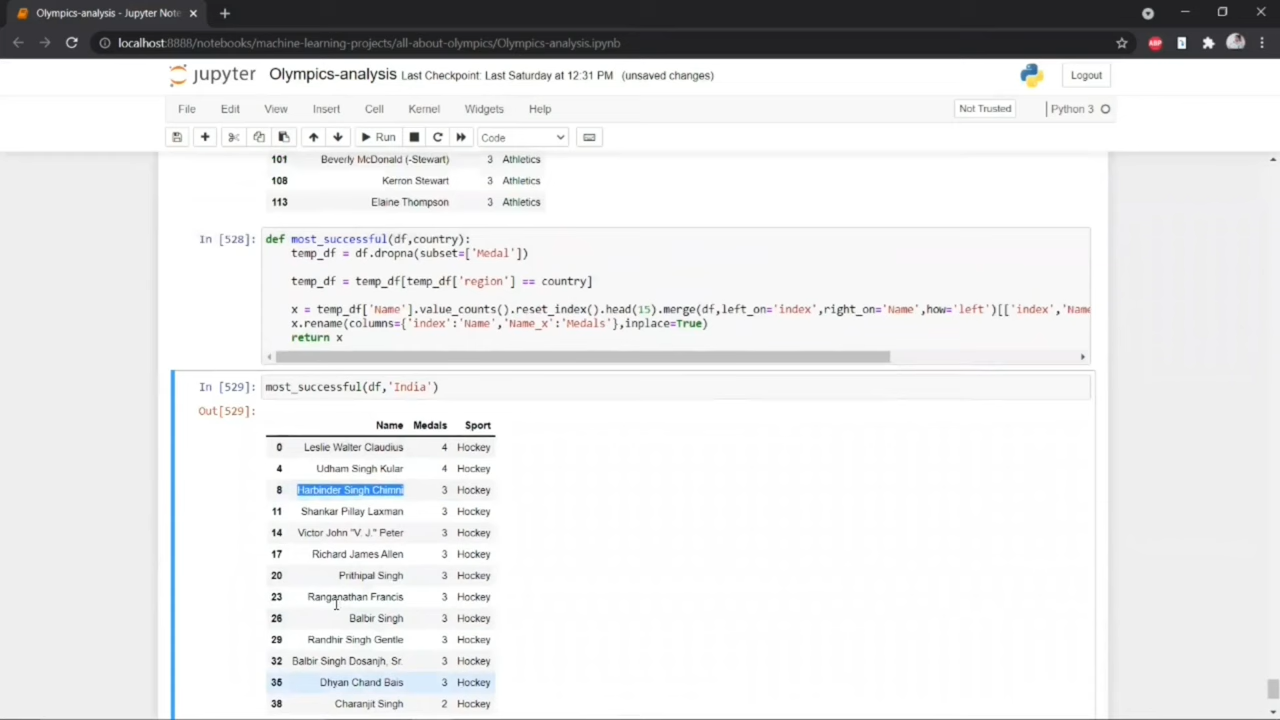 Olympics-analysis - Jupyter Note
localhost:8888/notebooks/machine-learning-projects/all-about-olympics/Olympics-analysis.ipynb
ABP
jupyter Olympics-analysis Last Checkpoint: Last Saturday at 12:31 PM (unsaved changes)
Logout
File Edit View Insert Cell Kernel Widgets Help
Not Trusted
Python 3
Run
Code
101 Beverly McDonald (-Stewart) 3 Athletics
108 Kerron Stewart 3 Athletics
113 Elaine Thompson 3 Athletics
In [528]: def most_successful(df,country):
temp_df = df.dropna(subset=['Medal'])
temp_df = temp_df[temp_df['region'] == country]
x = temp_df['Name'].value_counts().reset_index().head(15).merge(df,left_on='index',right_on='Name',how='left')[['index','Name
x.rename(columns={'index':'Name','Name_x':'Medals'},inplace=True)
return x
In [529]: most_successful(df,'India')
Out[529]:
Name Medals Sport
0 Leslie Walter Claudius 4 Hockey
4 Udham Singh Kular 4 Hockey
8 Harbinder Singh Chimni 3 Hockey
11 Shankar Pillay Laxman 3 Hockey
14 Victor John "V. J." Peter 3 Hockey
17 Richard James Allen 3 Hockey
20 Prithipal Singh 3 Hockey
23 Ranganathan Francis 3 Hockey
26 Balbir Singh 3 Hockey
29 Randhir Singh Gentle 3 Hockey
32 Balbir Singh Dosanjh, Sr. 3 Hockey
35 Dhyan Chand Bais 3 Hockey
38 Charanjit Singh 2 Hockey